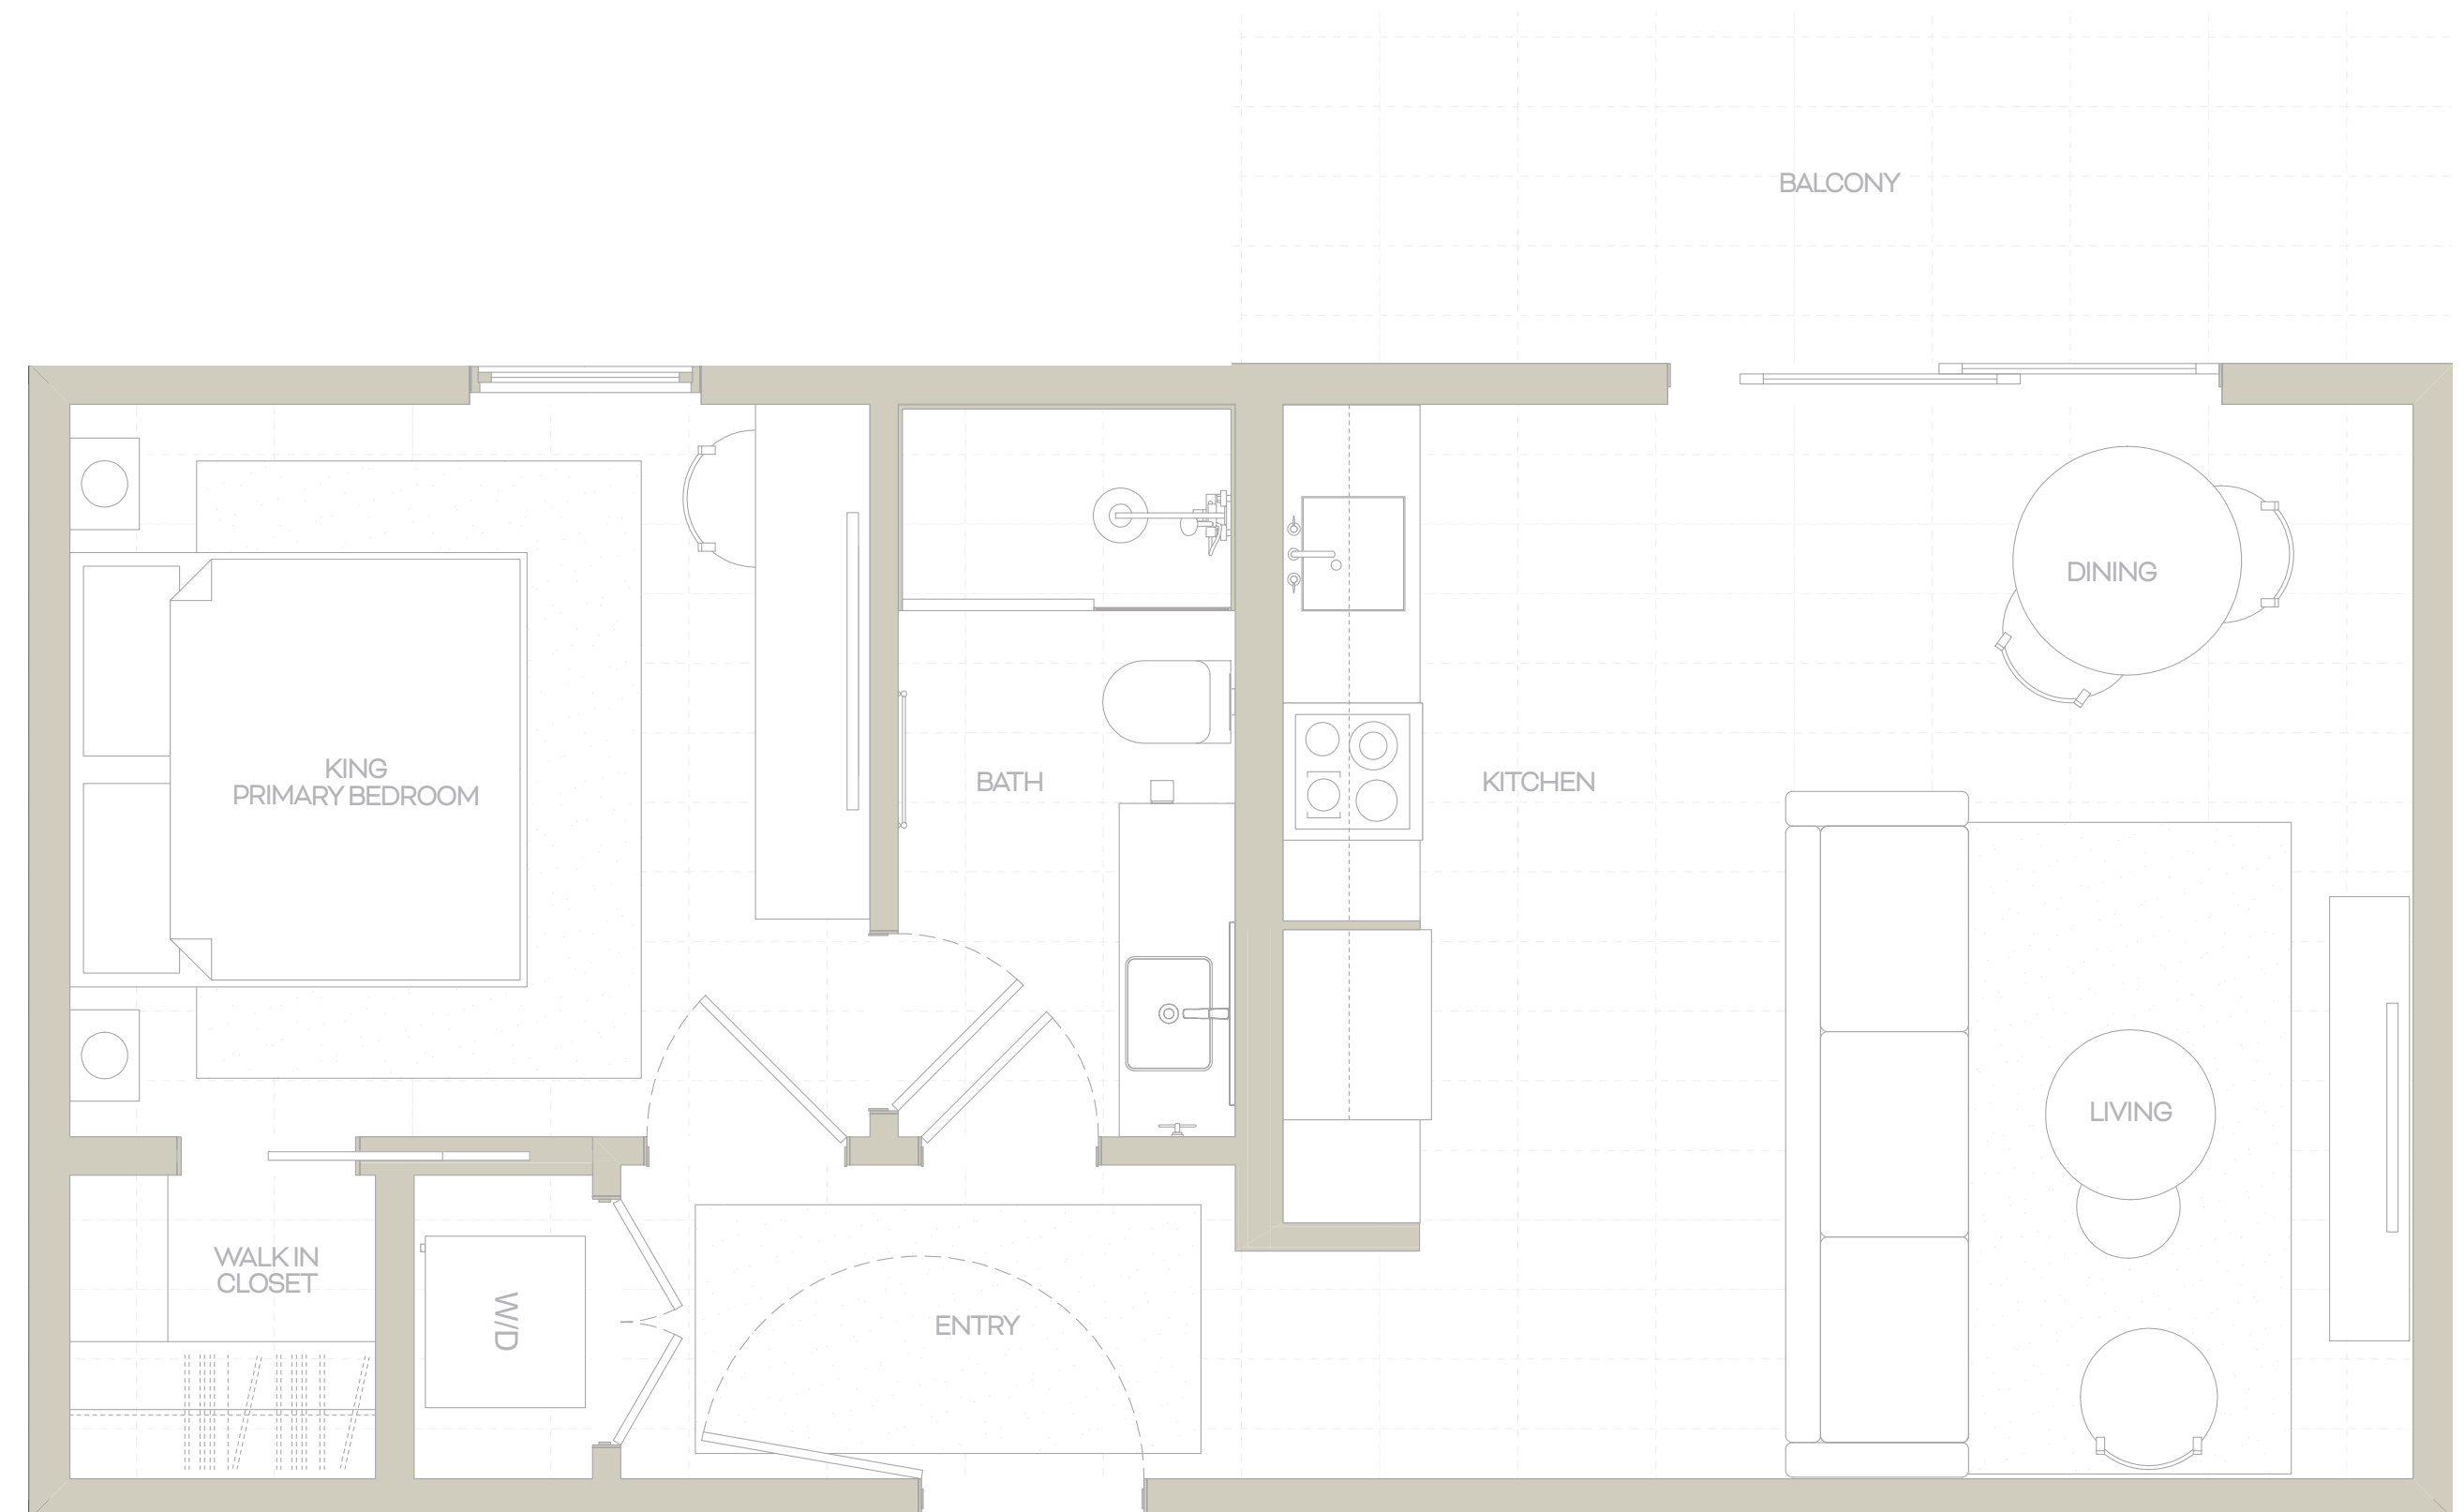 BALCONY
DINING
KING
PRIMARY BEDROOM
BATH
KITCHEN
LIVING
WALK IN
CLOSET
W/D
ENTRY